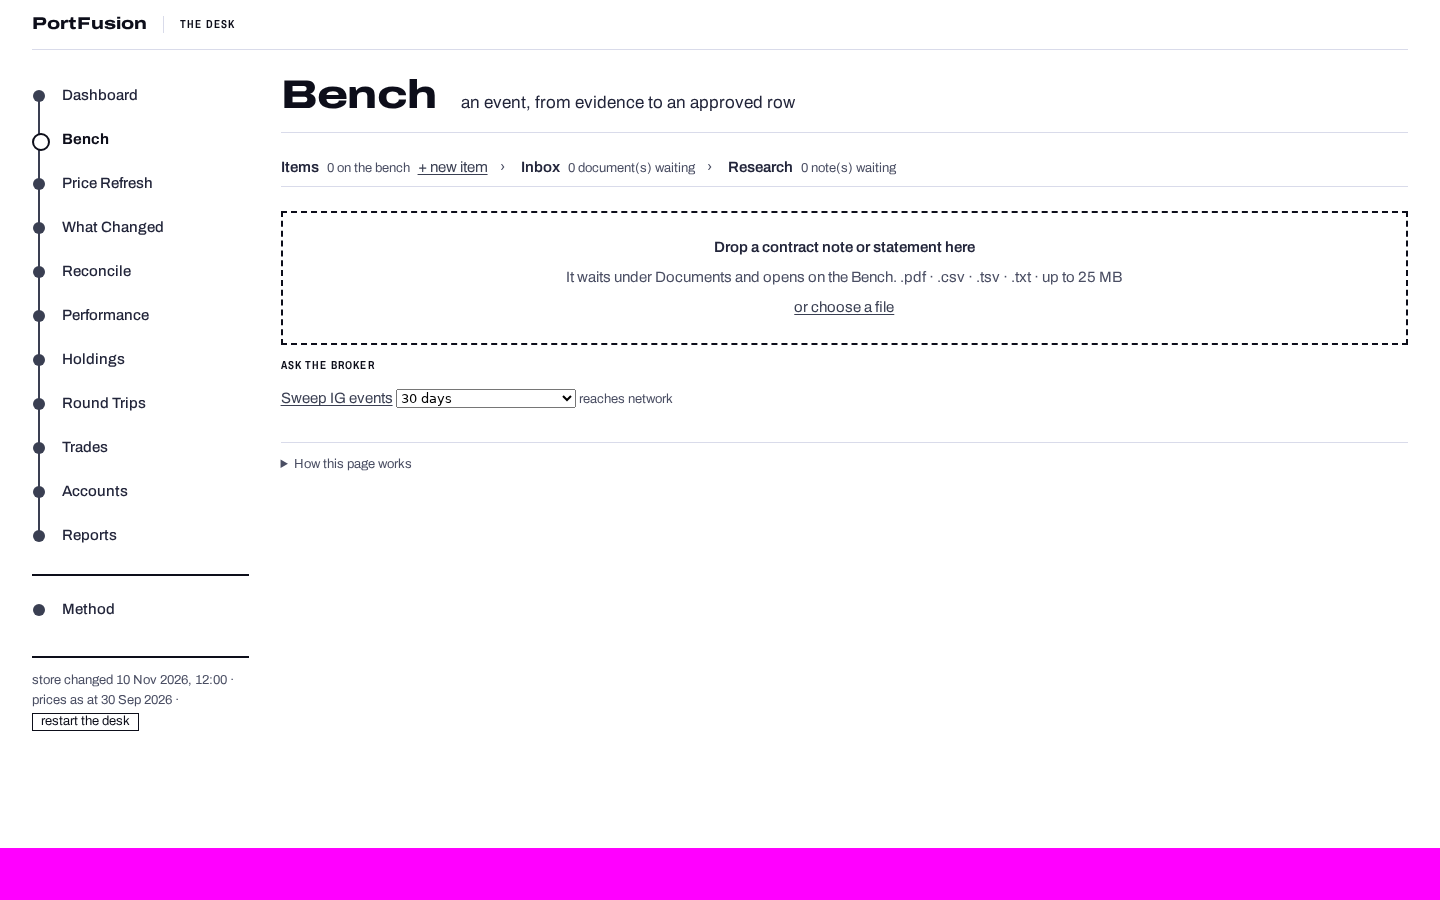 PortFusion THE DESK
Dashboard
Bench
Price Refresh
What Changed
Reconcile
Performance
Holdings
Round Trips
Trades
Accounts
Reports
Method
store changed 10 Nov 2026, 12:00 ·
prices as at 30 Sep 2026 ·
restart the desk
Bench an event, from evidence to an approved row
Items 0 on the bench + new item › Inbox 0 document(s) waiting › Research 0 note(s) waiting
Drop a contract note or statement here
It waits under Documents and opens on the Bench. .pdf · .csv · .tsv · .txt · up to 25 MB
or choose a file
ASK THE BROKER
Sweep IG events 30 days reaches network
How this page works